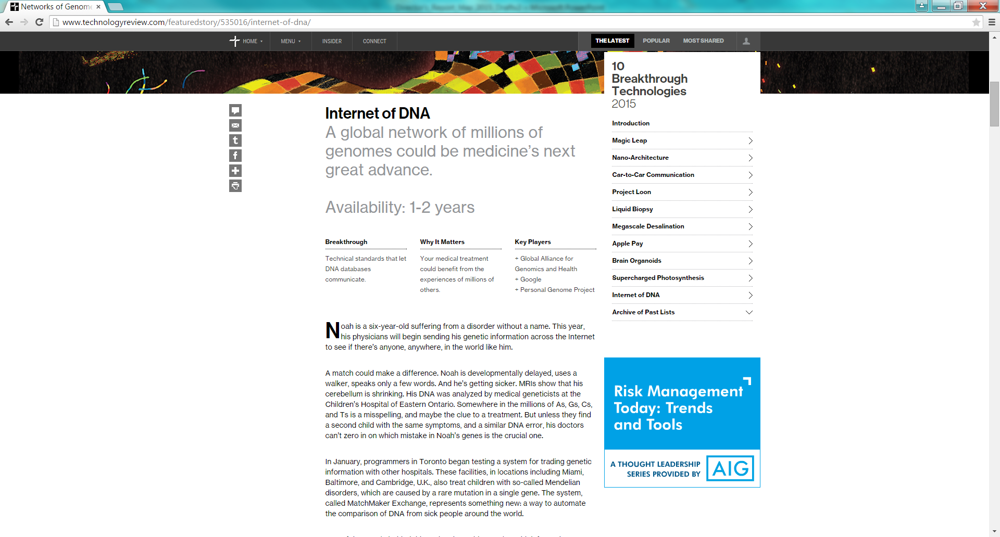 Networks of Genom
www.technologyreview.com/featuredstory/535016/internet-of-dna/
HOME
MENU
INSIDER
CONNECT
THE LATEST
POPULAR
MOST SHARED
Internet of DNA
A global network of millions of
genomes could be medicine's next
great advance.
Availability: 1-2 years
Breakthrough
Technical standards that let
DNA databases
communicate.
Why It Matters
Your medical treatment
could benefit from the
experiences of millions of
others.
Key Players
+ Global Alliance for
Genomics and Health
+ Google
+ Personal Genome Project
Noah is a six-year-old suffering from a disorder without a name. This year,
his physicians will begin sending his genetic information across the Internet
to see if there's anyone, anywhere, in the world like him.
A match could make a difference. Noah is developmentally delayed, uses a
walker, speaks only a few words. And he's getting sicker. MRIs show that his
cerebellum is shrinking. His DNA was analyzed by medical geneticists at the
Children's Hospital of Eastern Ontario. Somewhere in the millions of As, Gs, Cs,
and Ts is a misspelling, and maybe the clue to a treatment. But unless they find
a second child with the same symptoms, and a similar DNA error, his doctors
can't zero in on which mistake in Noah's genes is the crucial one.
In January, programmers in Toronto began testing a system for trading genetic
information with other hospitals. These facilities, in locations including Miami,
Baltimore, and Cambridge, U.K., also treat children with so-called Mendelian
disorders, which are caused by a rare mutation in a single gene. The system,
called MatchMaker Exchange, represents something new: a way to automate
the comparison of DNA from sick people around the world.
10
Breakthrough
Technologies
2015
Introduction
Magic Leap
Nano-Architecture
Car-to-Car Communication
Project Loon
Liquid Biopsy
Megascale Desalination
Apple Pay
Brain Organoids
Supercharged Photosynthesis
Internet of DNA
Archive of Past Lists
Risk Management
Today: Trends
and Tools
A THOUGHT LEADERSHIP
SERIES PROVIDED BY
AIG